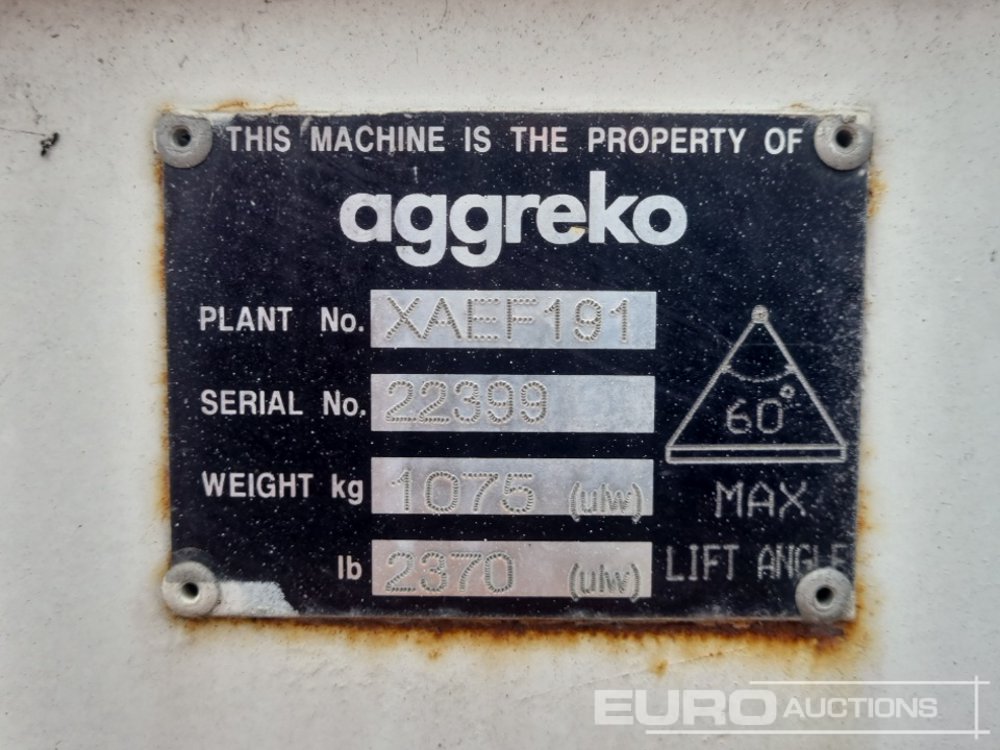 THIS MACHINE IS THE PROPERTY OF
aggreko
PLANT No. XAEF191
SERIAL No. 22399
WEIGHT kg 1075 (ulw)
lb 2370 (ulw)
60°
MAX
LIFT ANGLE
EURO AUCTIONS